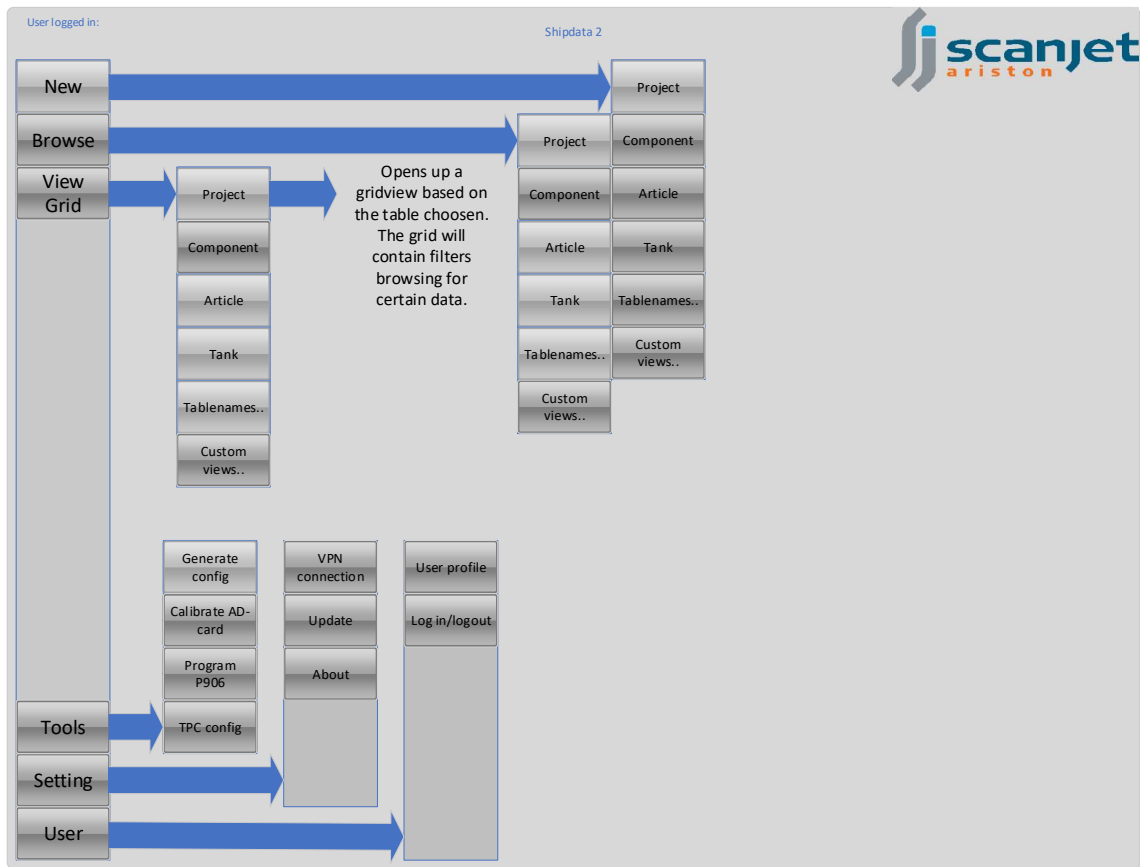 User logged in:
Shipdata 2
scanjet
ariston
New
Browse
View
Grid
Tools
Setting
User
Project
Component
Article
Tank
Tablenames..
Custom
views..
Opens up a
gridview based on
the table choosen.
The grid will
contain filters
browsing for
certain data.
Project
Component
Article
Tank
Tablenames..
Custom
views..
Project
Component
Article
Tank
Tablenames..
Custom
views..
Generate
config
Calibrate AD-
card
Program
P906
TPC config
VPN
connection
Update
About
User profile
Log in/logout